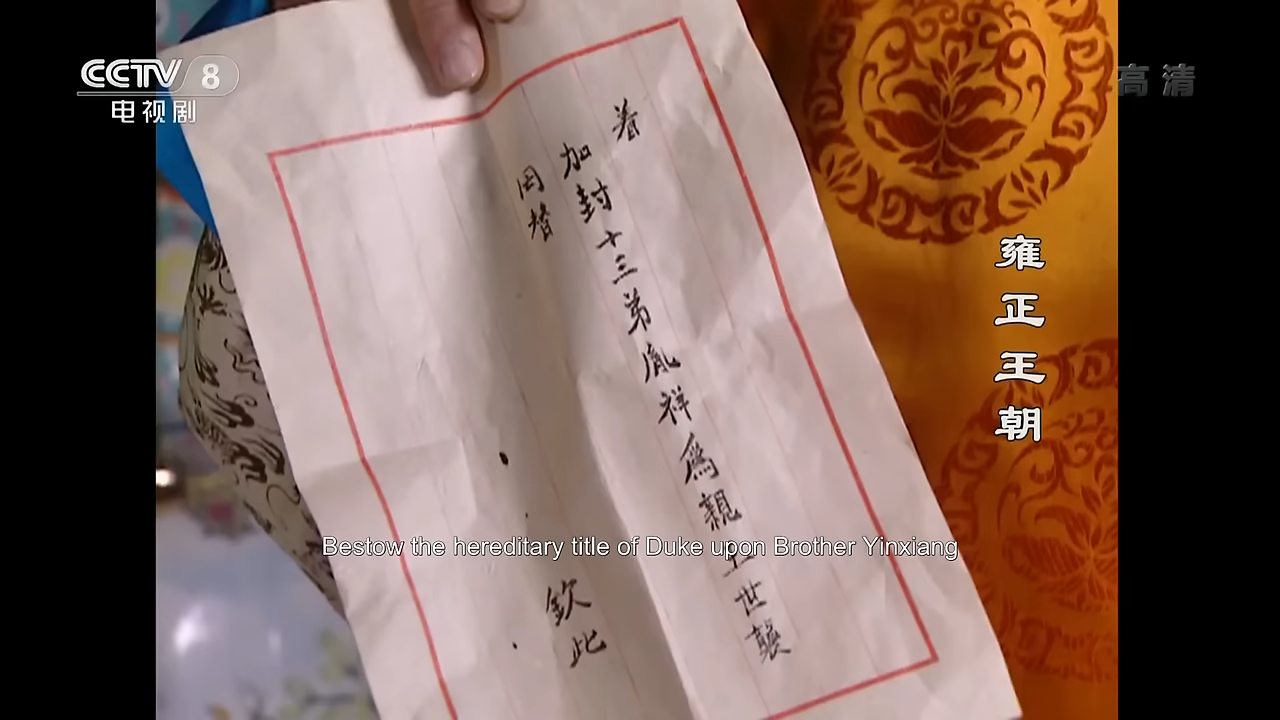 CCTV 8
电视剧
高清
着
加封十三弟胤祥爲親王世襲
罔替
欽此
雍正王朝
Bestow the hereditary title of Duke upon Brother Yinxiang